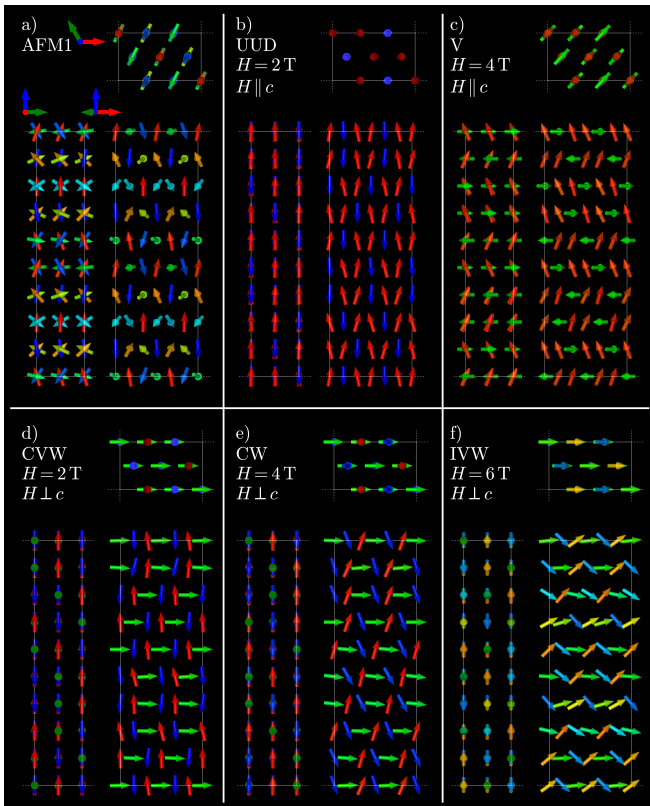 a)
AFM1
b)
UUD
H = 2 T
H ∥ c
c)
V
H = 4 T
H ∥ c
d)
CVW
H = 2 T
H ⊥ c
e)
CW
H = 4 T
H ⊥ c
f)
IVW
H = 6 T
H ⊥ c